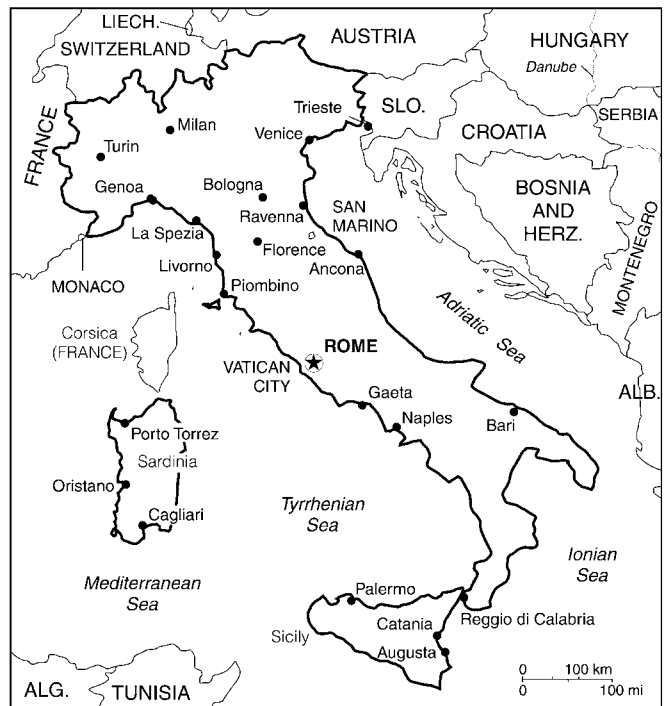 LIECH.
SWITZERLAND
AUSTRIA
HUNGARY
Danube
FRANCE
Milan
Turin
Trieste
SLO.
Venice
CROATIA
SERBIA
Genoa
Bologna
Ravenna
SAN
MARINO
BOSNIA
AND
HERZ.
La Spezia
Florence
Livorno
Ancona
MONACO
Piombino
MONTENEGRO
Adriatic Sea
Corsica
(FRANCE)
ROME
VATICAN
CITY
ALB.
Gaeta
Naples
Bari
Porto Torrez
Sardinia
Oristano
Cagliari
Tyrrhenian
Sea
Ionian
Sea
Mediterranean
Sea
Palermo
Reggio di Calabria
Catania
Sicily
Augusta
0 100 km
0 100 mi
ALG.
TUNISIA